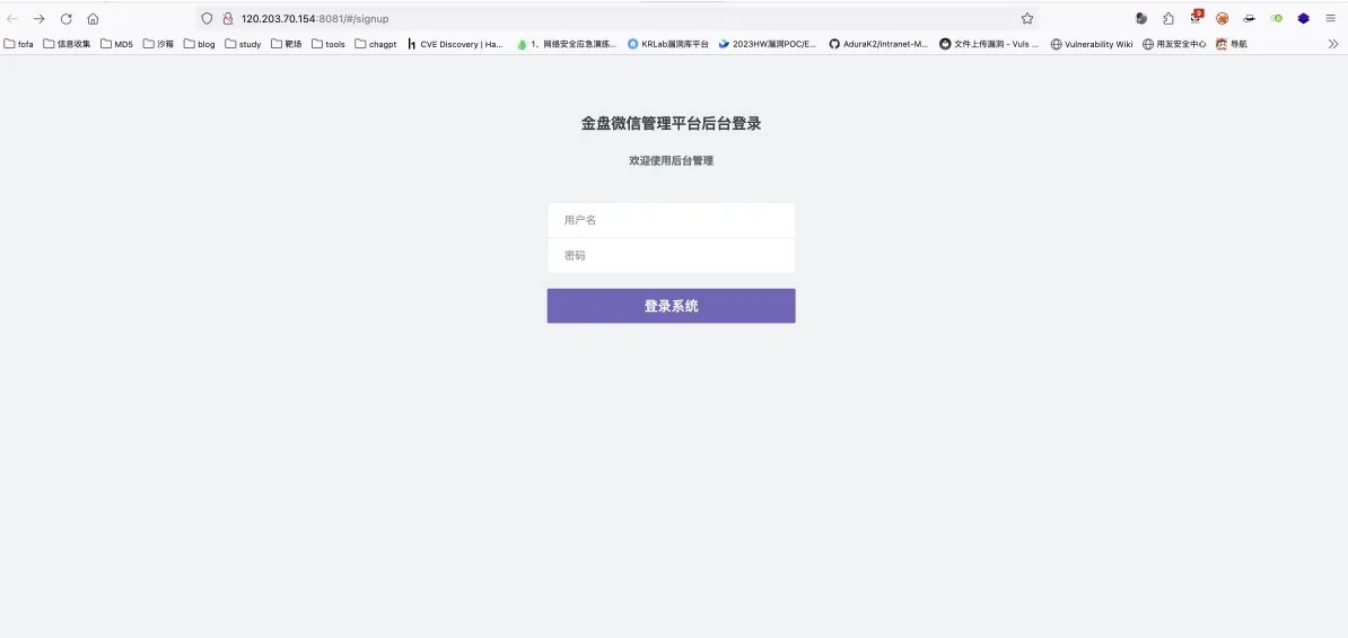 120.203.70.154:8081/#/signup
9
fofa 信息收集 MD5 沙箱 blog study 靶场 tools chagpt CVE Discovery | Ha... 1、网络安全应急演练... KRLab漏洞库平台 2023HW漏洞POC/E... AduraK2/Intranet-M... 文件上传漏洞 - Vuls ... Vulnerability Wiki 用友安全中心 导航
金盘微信管理平台后台登录
欢迎使用后台管理
用户名
密码
登录系统